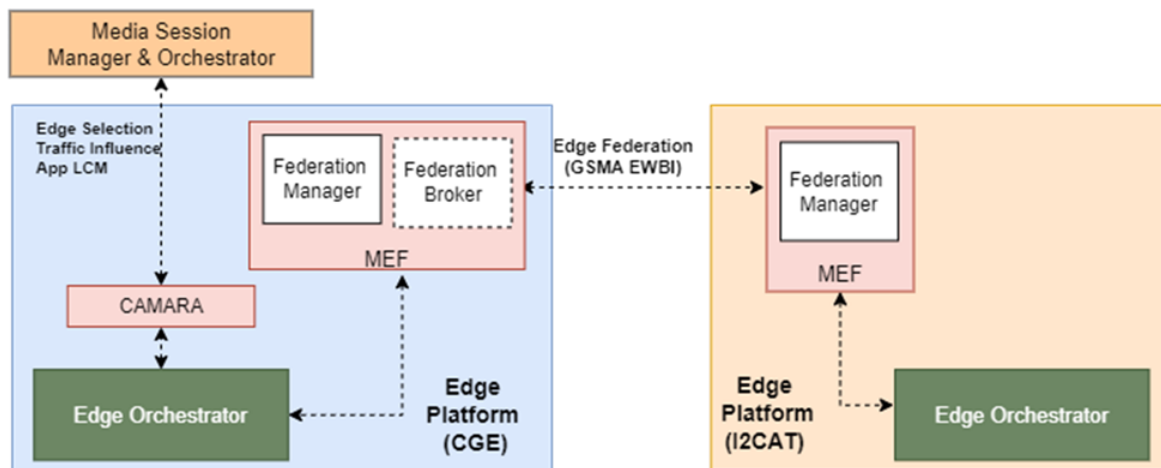 Media Session
Manager & Orchestrator
Edge Selection
Traffic Influence
App LCM
Federation
Manager
Federation
Broker
MEF
CAMARA
Edge Orchestrator
Edge
Platform
(CGE)
Edge Federation
(GSMA EWBI)
Federation
Manager
MEF
Edge
Platform
(I2CAT)
Edge Orchestrator